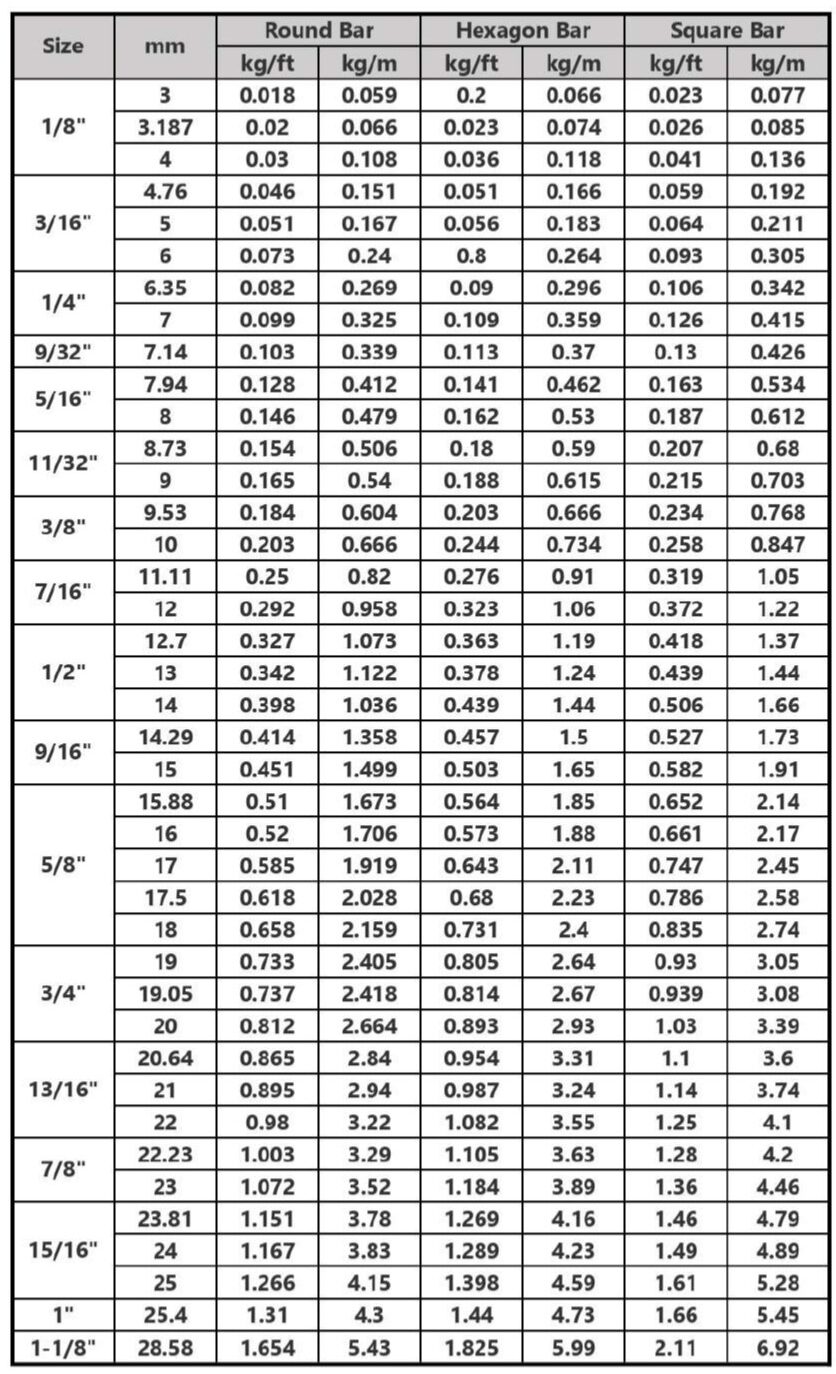 Size mm Round Bar Hexagon Bar Square Bar
kg/ft kg/m kg/ft kg/m kg/ft kg/m
1/8" 3 0.018 0.059 0.2 0.066 0.023 0.077
3.187 0.02 0.066 0.023 0.074 0.026 0.085
4 0.03 0.108 0.036 0.118 0.041 0.136
3/16" 4.76 0.046 0.151 0.051 0.166 0.059 0.192
5 0.051 0.167 0.056 0.183 0.064 0.211
6 0.073 0.24 0.8 0.264 0.093 0.305
1/4" 6.35 0.082 0.269 0.09 0.296 0.106 0.342
7 0.099 0.325 0.109 0.359 0.126 0.415
9/32" 7.14 0.103 0.339 0.113 0.37 0.13 0.426
5/16" 7.94 0.128 0.412 0.141 0.462 0.163 0.534
8 0.146 0.479 0.162 0.53 0.187 0.612
11/32" 8.73 0.154 0.506 0.18 0.59 0.207 0.68
9 0.165 0.54 0.188 0.615 0.215 0.703
3/8" 9.53 0.184 0.604 0.203 0.666 0.234 0.768
10 0.203 0.666 0.244 0.734 0.258 0.847
7/16" 11.11 0.25 0.82 0.276 0.91 0.319 1.05
12 0.292 0.958 0.323 1.06 0.372 1.22
1/2" 12.7 0.327 1.073 0.363 1.19 0.418 1.37
13 0.342 1.122 0.378 1.24 0.439 1.44
14 0.398 1.036 0.439 1.44 0.506 1.66
9/16" 14.29 0.414 1.358 0.457 1.5 0.527 1.73
15 0.451 1.499 0.503 1.65 0.582 1.91
5/8" 15.88 0.51 1.673 0.564 1.85 0.652 2.14
16 0.52 1.706 0.573 1.88 0.661 2.17
17 0.585 1.919 0.643 2.11 0.747 2.45
17.5 0.618 2.028 0.68 2.23 0.786 2.58
18 0.658 2.159 0.731 2.4 0.835 2.74
3/4" 19 0.733 2.405 0.805 2.64 0.93 3.05
19.05 0.737 2.418 0.814 2.67 0.939 3.08
20 0.812 2.664 0.893 2.93 1.03 3.39
13/16" 20.64 0.865 2.84 0.954 3.31 1.1 3.6
21 0.895 2.94 0.987 3.24 1.14 3.74
22 0.98 3.22 1.082 3.55 1.25 4.1
7/8" 22.23 1.003 3.29 1.105 3.63 1.28 4.2
23 1.072 3.52 1.184 3.89 1.36 4.46
15/16" 23.81 1.151 3.78 1.269 4.16 1.46 4.79
24 1.167 3.83 1.289 4.23 1.49 4.89
25 1.266 4.15 1.398 4.59 1.61 5.28
1" 25.4 1.31 4.3 1.44 4.73 1.66 5.45
1-1/8" 28.58 1.654 5.43 1.825 5.99 2.11 6.92